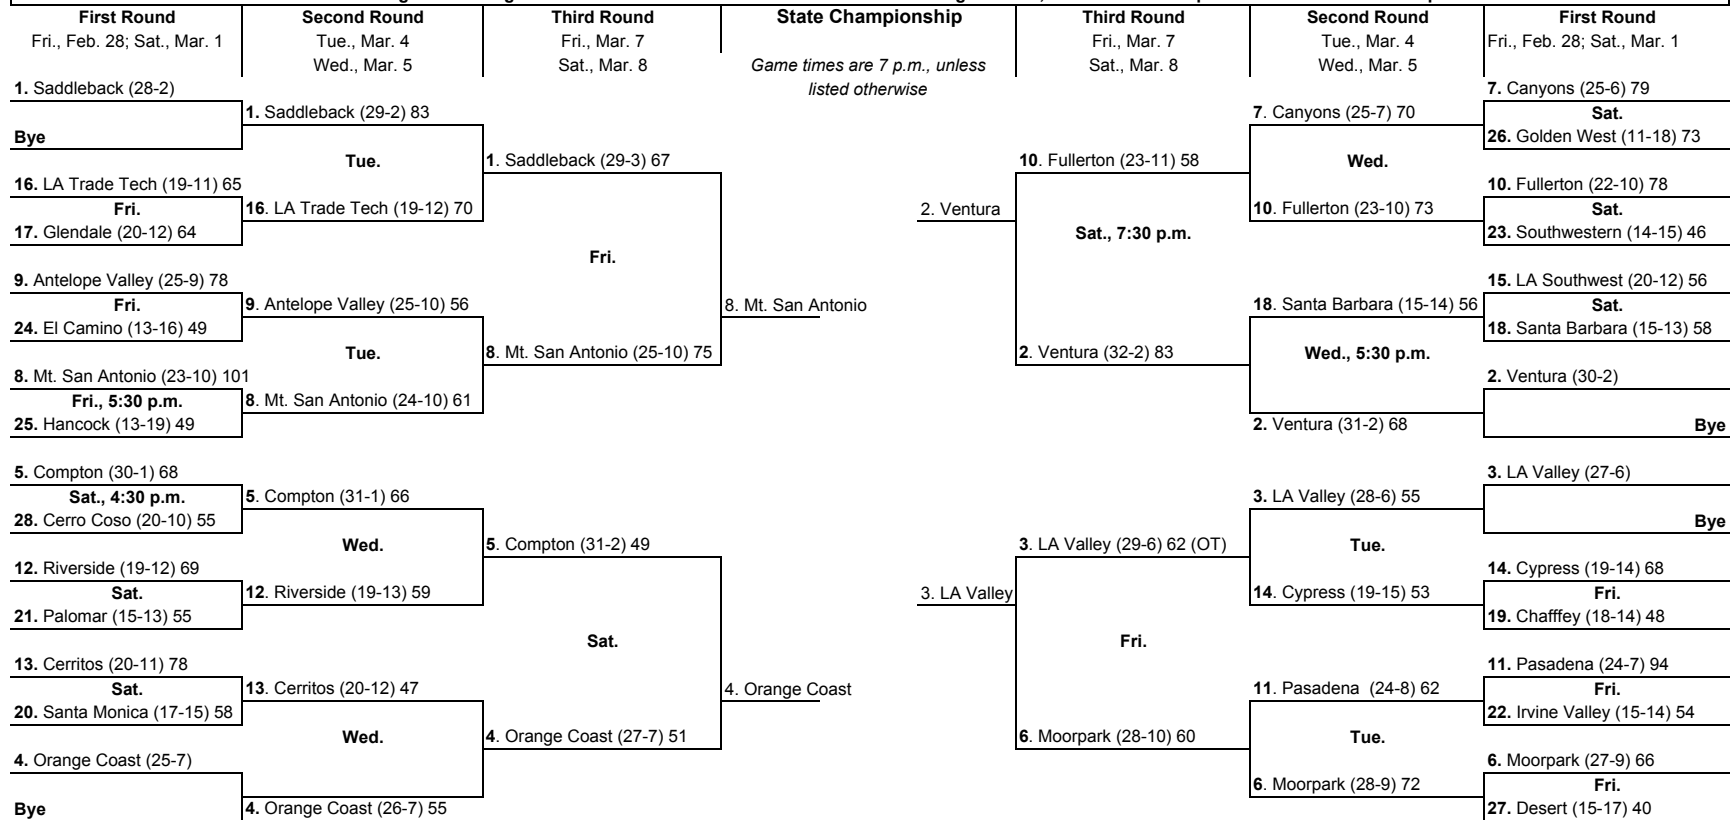 First Round
Fri., Feb. 28; Sat., Mar. 1
Second Round
Tue., Mar. 4
Wed., Mar. 5
Third Round
Fri., Mar. 7
Sat., Mar. 8
State Championship
Game times are 7 p.m., unless
listed otherwise
Third Round
Fri., Mar. 7
Sat., Mar. 8
Second Round
Tue., Mar. 4
Wed., Mar. 5
First Round
Fri., Feb. 28; Sat., Mar. 1
1. Saddleback (28-2)
Bye
16. LA Trade Tech (19-11) 65
Fri.
17. Glendale (20-12) 64
9. Antelope Valley (25-9) 78
Fri.
24. El Camino (13-16) 49
8. Mt. San Antonio (23-10) 101
Fri., 5:30 p.m.
25. Hancock (13-19) 49
5. Compton (30-1) 68
Sat., 4:30 p.m.
28. Cerro Coso (20-10) 55
12. Riverside (19-12) 69
Sat.
21. Palomar (15-13) 55
13. Cerritos (20-11) 78
Sat.
20. Santa Monica (17-15) 58
4. Orange Coast (25-7)
Bye
1. Saddleback (29-2) 83
Tue.
16. LA Trade Tech (19-12) 70
9. Antelope Valley (25-10) 56
Tue.
8. Mt. San Antonio (24-10) 61
5. Compton (31-1) 66
Wed.
12. Riverside (19-13) 59
13. Cerritos (20-12) 47
Wed.
4. Orange Coast (26-7) 55
1. Saddleback (29-3) 67
Fri.
8. Mt. San Antonio (25-10) 75
5. Compton (31-2) 49
Sat.
4. Orange Coast (27-7) 51
8. Mt. San Antonio
4. Orange Coast
2. Ventura
3. LA Valley
10. Fullerton (23-11) 58
Sat., 7:30 p.m.
2. Ventura (32-2) 83
3. LA Valley (29-6) 62 (OT)
Fri.
6. Moorpark (28-10) 60
7. Canyons (25-7) 70
Wed.
10. Fullerton (23-10) 73
18. Santa Barbara (15-14) 56
Wed., 5:30 p.m.
2. Ventura (31-2) 68
3. LA Valley (28-6) 55
Tue.
14. Cypress (19-15) 53
11. Pasadena (24-8) 62
Tue.
6. Moorpark (28-9) 72
7. Canyons (25-6) 79
Sat.
26. Golden West (11-18) 73
10. Fullerton (22-10) 78
Sat.
23. Southwestern (14-15) 46
15. LA Southwest (20-12) 56
Sat.
18. Santa Barbara (15-13) 58
2. Ventura (30-2)
Bye
3. LA Valley (27-6)
Bye
14. Cypress (19-14) 68
Fri.
19. Chafffey (18-14) 48
11. Pasadena (24-7) 94
Fri.
22. Irvine Valley (15-14) 54
6. Moorpark (27-9) 66
Fri.
27. Desert (15-17) 40